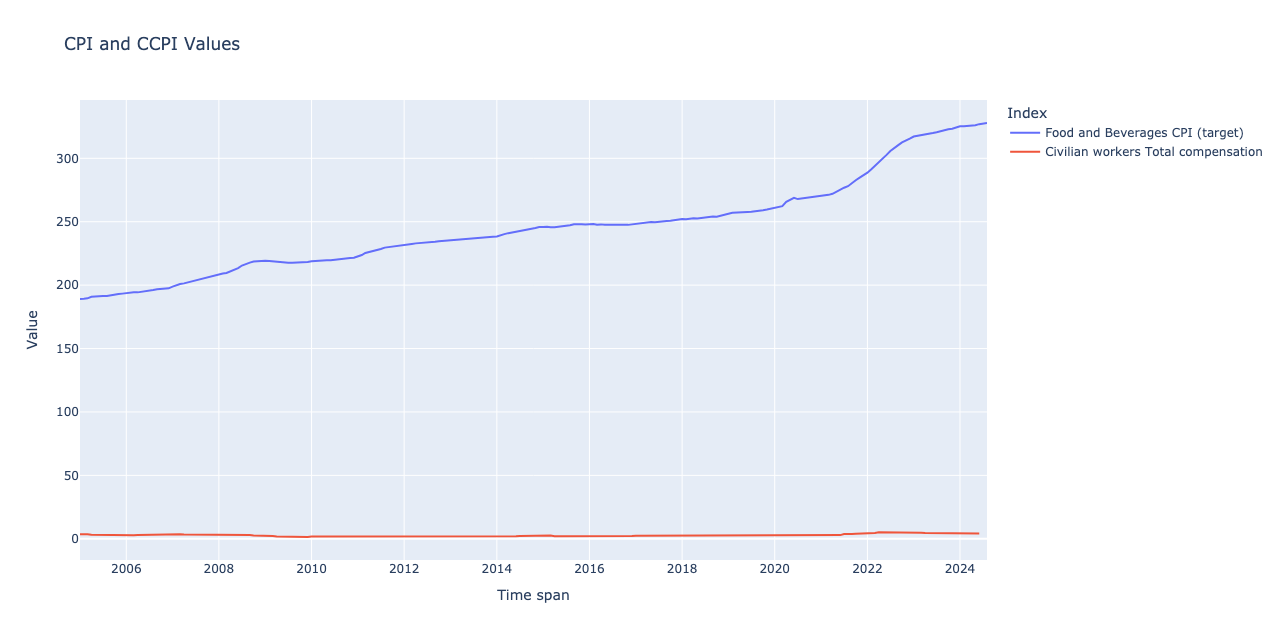 CPI and CCPI Values
Index
Food and Beverages CPI (target)
Civilian workers Total compensation
Value
300
250
200
150
100
50
0
2006 2008 2010 2012 2014 2016 2018 2020 2022 2024
Time span